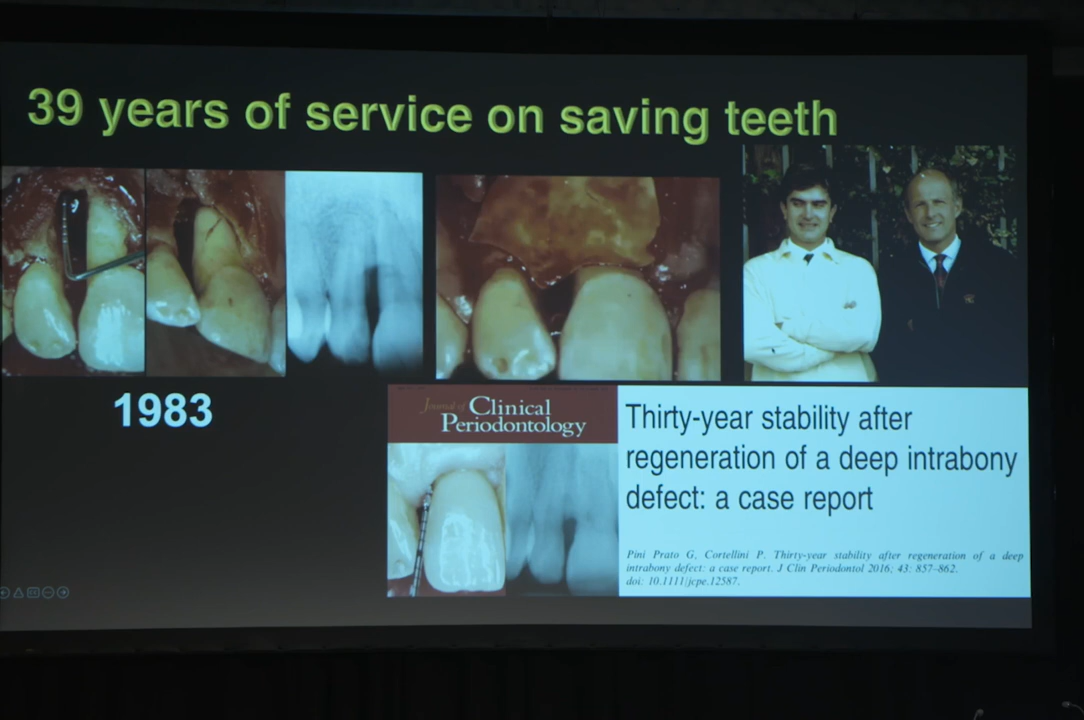 39 years of service on saving teeth
1983
Journal of Clinical
Periodontology
Thirty-year stability after
regeneration of a deep intrabony
defect: a case report
Pini Prato G, Cortellini P. Thirty-year stability after regeneration of a deep
intrabony defect: a case report. J Clin Periodontol 2016; 43: 857–862.
doi: 10.1111/jcpe.12587.